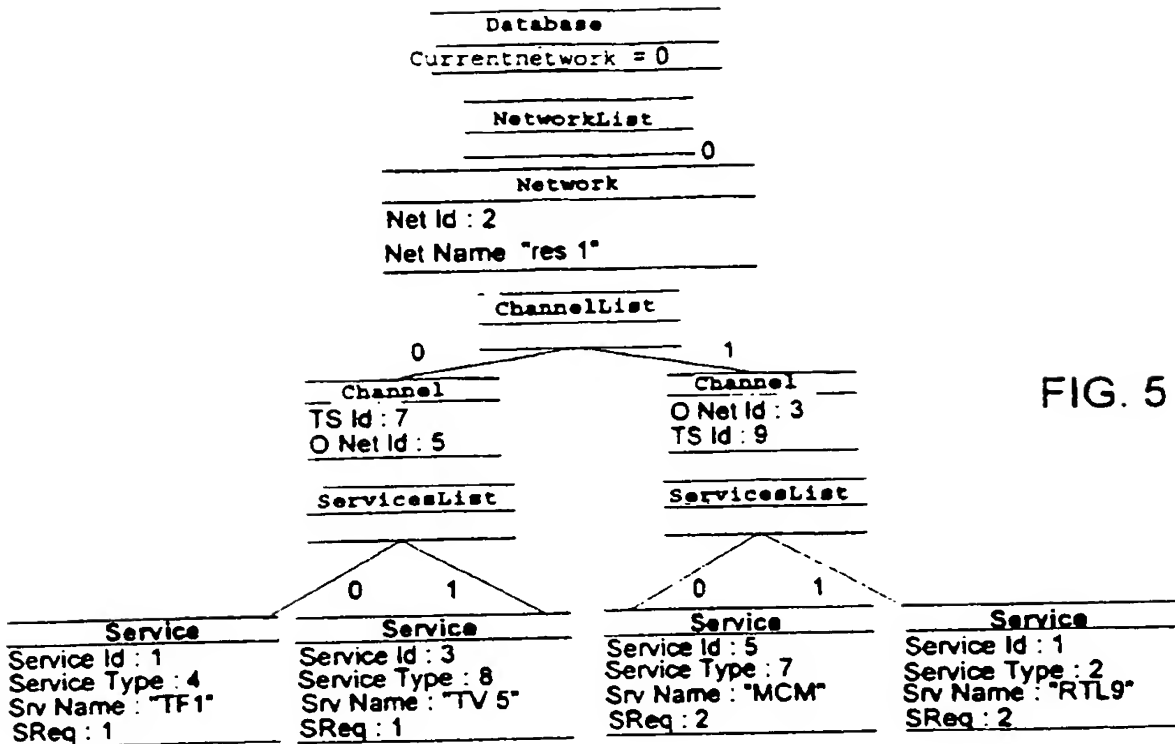 Database
Currentnetwork = 0
NetworkList
0
Network
Net Id : 2
Net Name "res 1"
ChannelList
0 1
Channel
TS Id : 7
O Net Id : 5
Channel
O Net Id : 3
TS Id : 9
FIG. 5
ServicesList
ServicesList
0 1
0 1
Service
Service Id : 1
Service Type : 4
Srv Name : "TF1"
SReq : 1
Service
Service Id : 3
Service Type : 8
Srv Name : "TV 5"
SReq : 1
Service
Service Id : 5
Service Type : 7
Srv Name : "MCM"
SReq : 2
Service
Service Id : 1
Service Type : 2
Srv Name : "RTL9"
SReq : 2